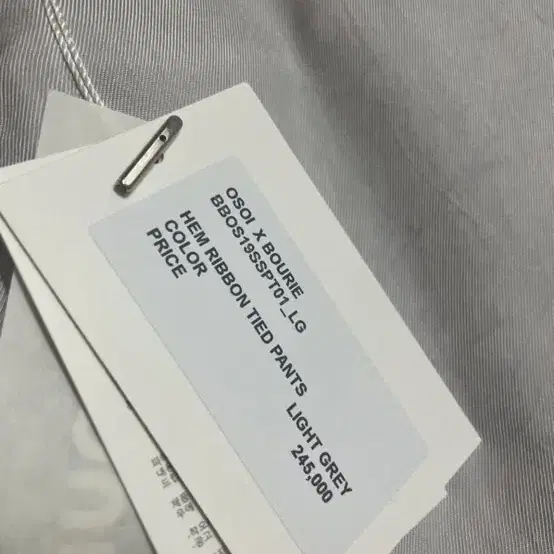 OSOI X BOURIE
BBOS19SSPT01_LG
HEM RIBBON TIED PANTS
COLOR LIGHT GREY
PRICE 245,000